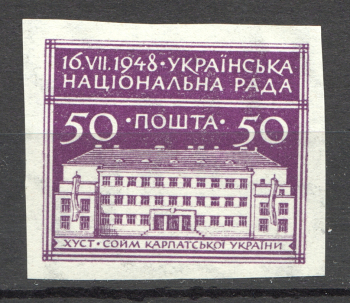 16.VII.1948·УКРАЇНСЬКА
НАЦІОНАЛЬНА РАДА
50 ·ПОШТА· 50
ХУСТ · СОЙМ КАРПАТСЬКОЇ УКРАЇНИ